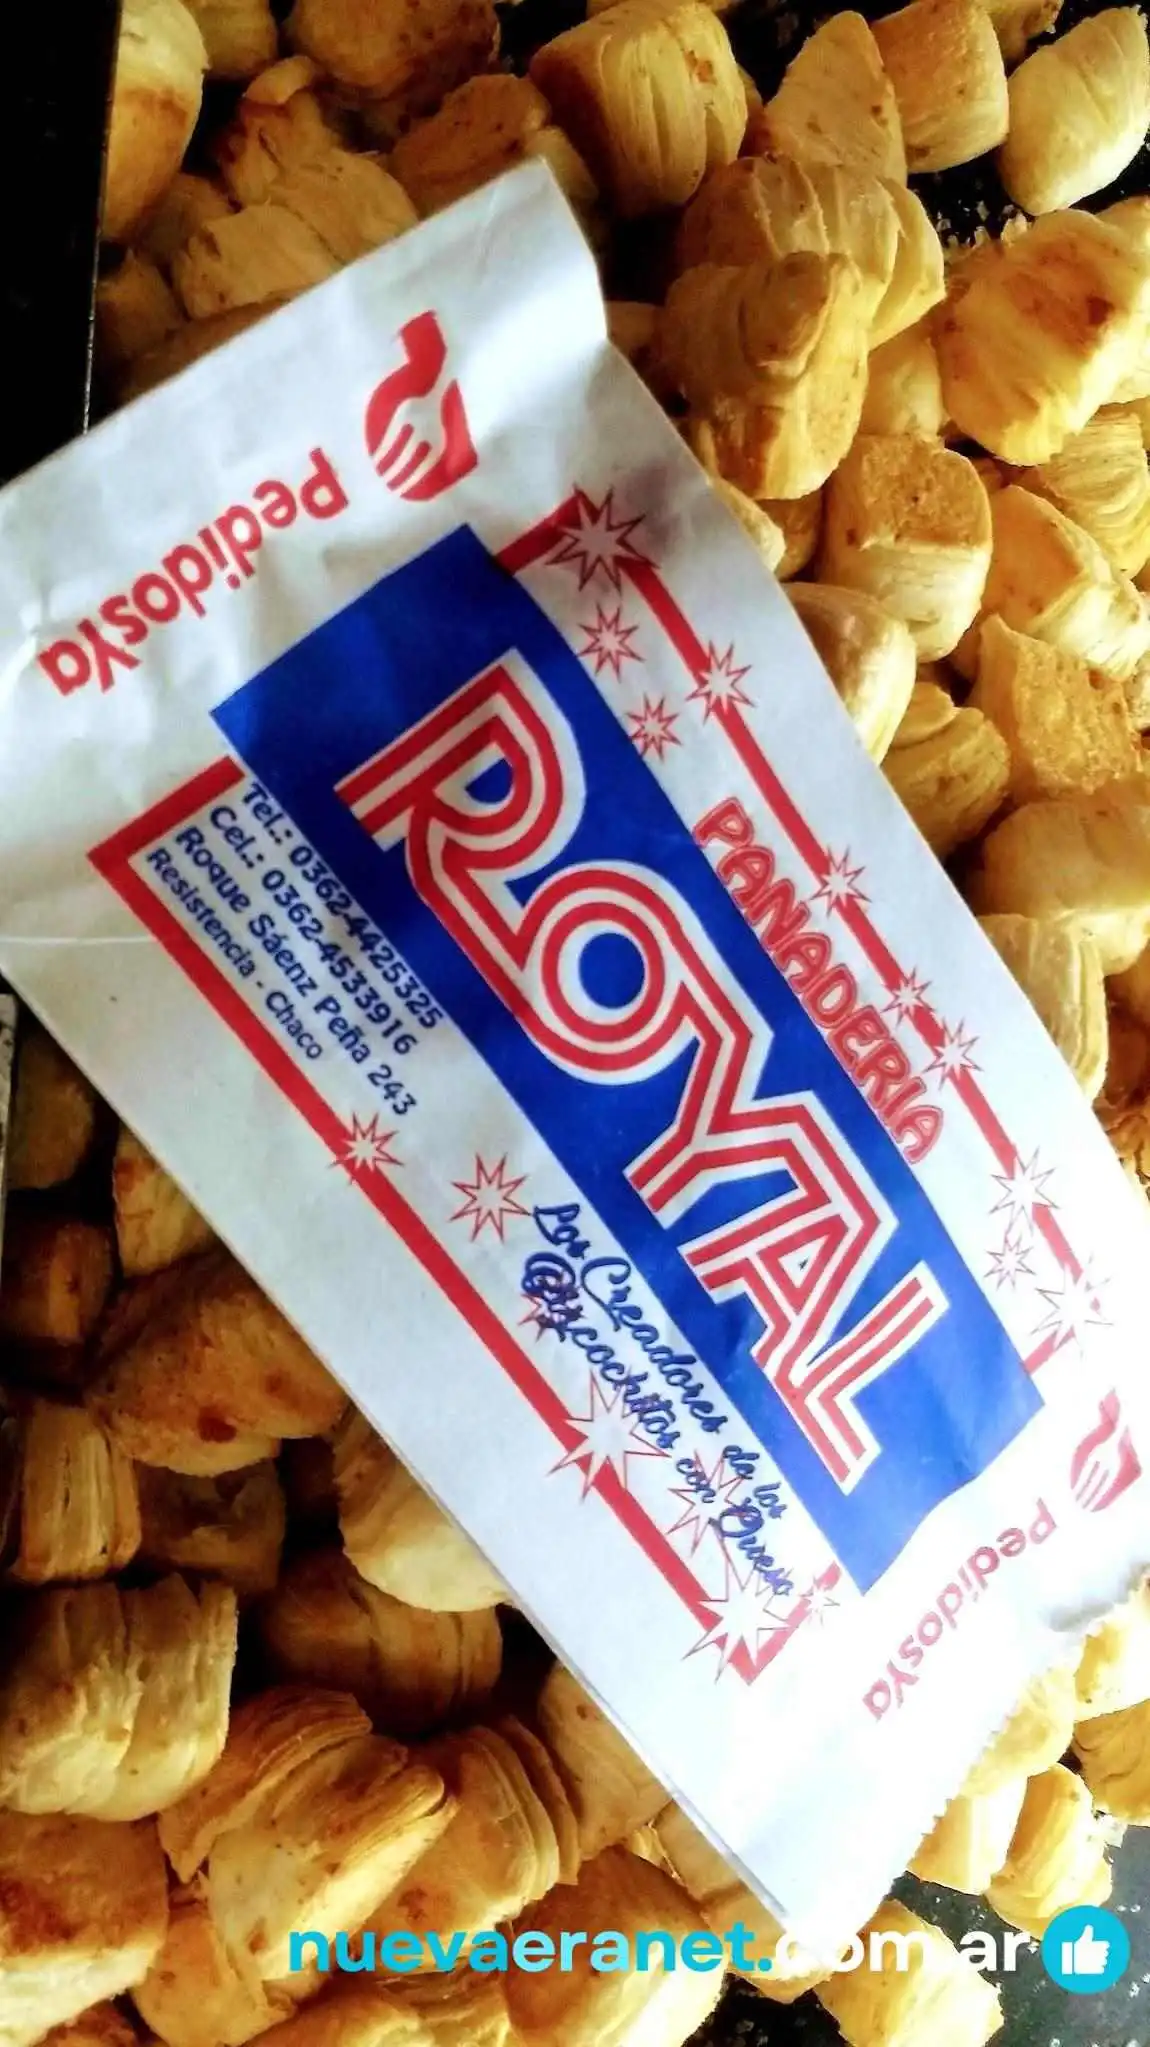 PedidosYa
PANADERIA
ROYAL
Tel.: 0362-4425325
Cel.: 0362-4533916
Roque Sáenz Peña 243
Resistencia - Chaco
Los Creadores de los
@Bizcochitos con Queso
PedidosYa
nuevaeranet.com.ar